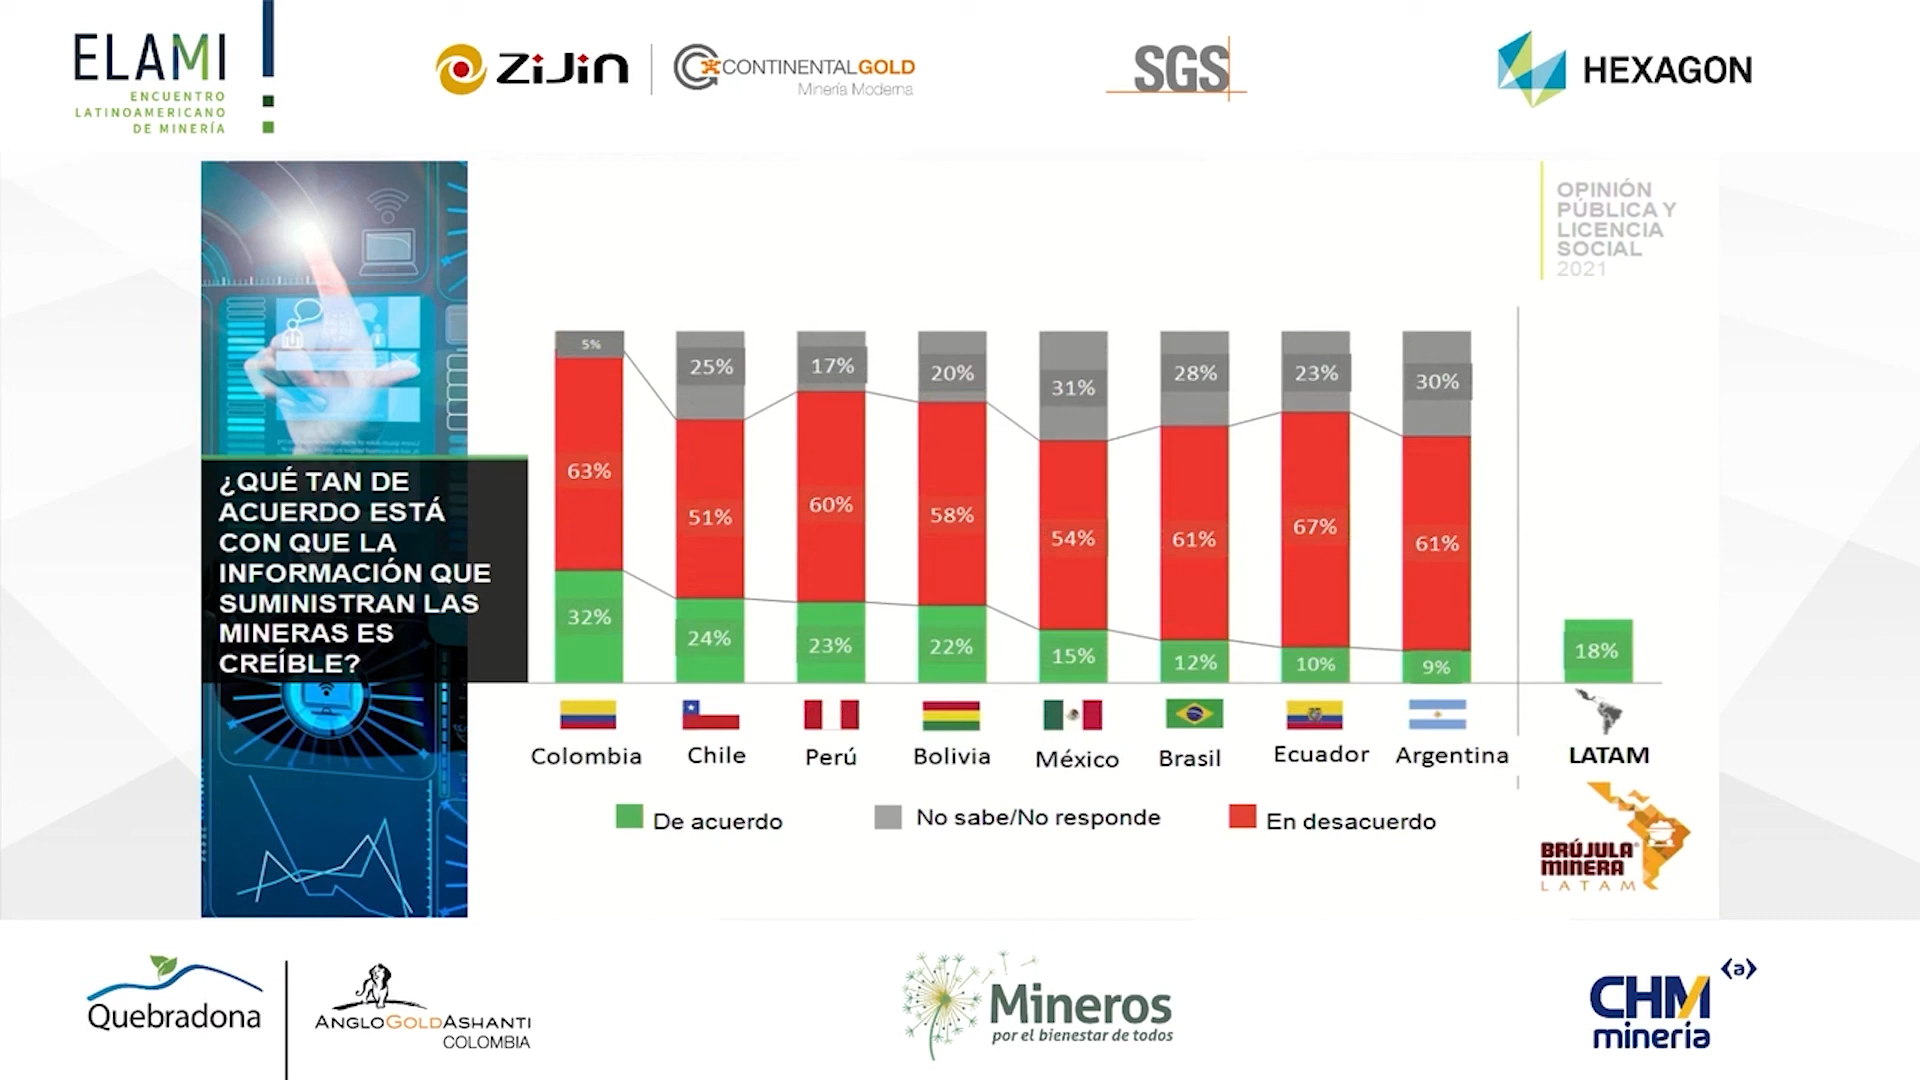 ELAMI
ENCUENTRO
LATINOAMERICANO
DE MINERÍA
ZiJin
CONTINENTALGOLD
Minería Moderna
SGS
HEXAGON
OPINIÓN
PÚBLICA Y
LICENCIA
SOCIAL
2021
¿QUÉ TAN DE
ACUERDO ESTÁ
CON QUE LA
INFORMACIÓN QUE
SUMINISTRAN LAS
MINERAS ES
CREÍBLE?
5% 25% 17% 20% 31% 28% 23% 30%
63% 51% 60% 58% 54% 61% 67% 61%
32% 24% 23% 22% 15% 12% 10% 9% 18%
Colombia Chile Perú Bolivia México Brasil Ecuador Argentina LATAM
De acuerdo No sabe/No responde En desacuerdo
BRÚJULA
MINERA
LATAM
Quebradona
ANGLOGOLDASHANTI
COLOMBIA
Mineros
por el bienestar de todos
CHM
minería
(a)